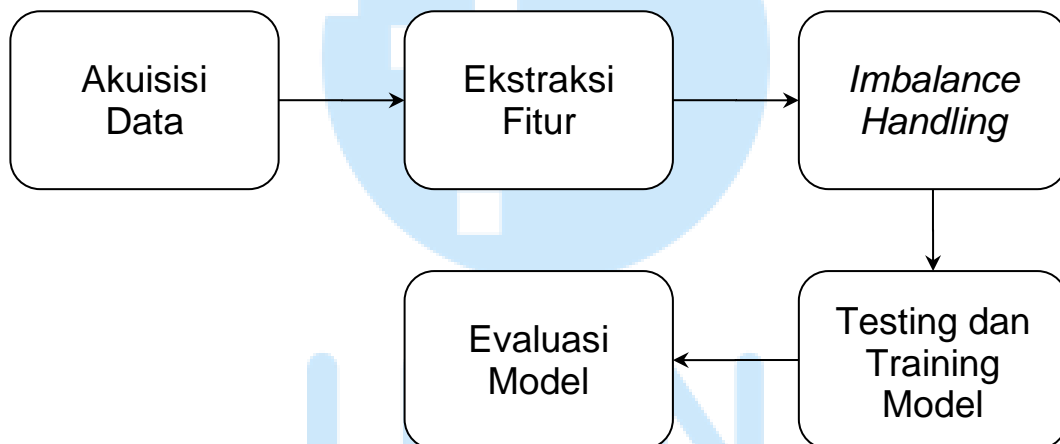 Akuisisi
Data
Ekstraksi
Fitur
Imbalance
Handling
Testing dan
Training
Model
Evaluasi
Model